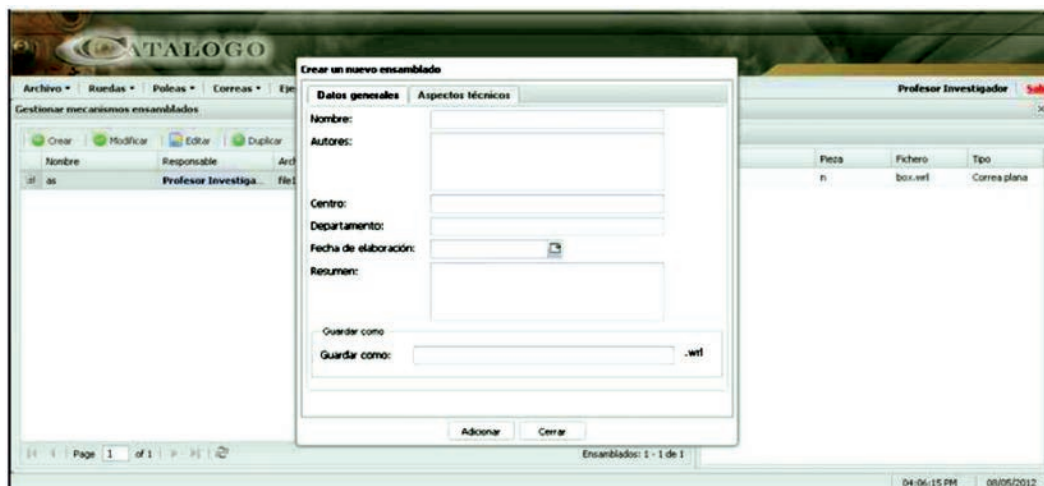 CATALOGO
Archivo Ruedas Poleas Correas Eje
Profesor Investigador
Gestionar mecanismos ensamblados
Crear Modificar Editar Duplicar
Nombre Responsable Arch
as Profesor Investiga... file1
Pieza Fichero Tipo
n box.wrl Correa plana
Crear un nuevo ensamblado
Datos generales Aspectos técnicos
Nombre:
Autores:
Centro:
Departamento:
Fecha de elaboración:
Resumen:
Guardar como
Guardar como: .wrl
Adicionar Cerrar
Page 1 of 1
Ensamblados: 1 - 1 de 1
04:06:15 PM 08/05/2012